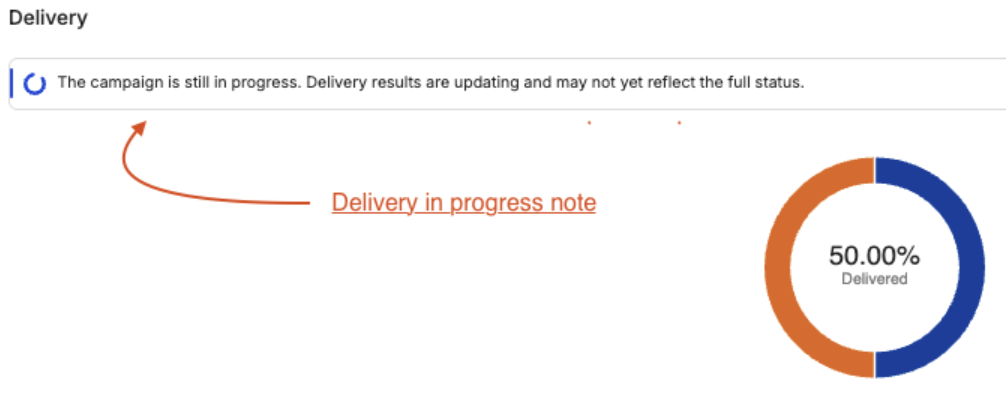 Delivery
The campaign is still in progress. Delivery results are updating and may not yet reflect the full status.
Delivery in progress note
50.00%
Delivered